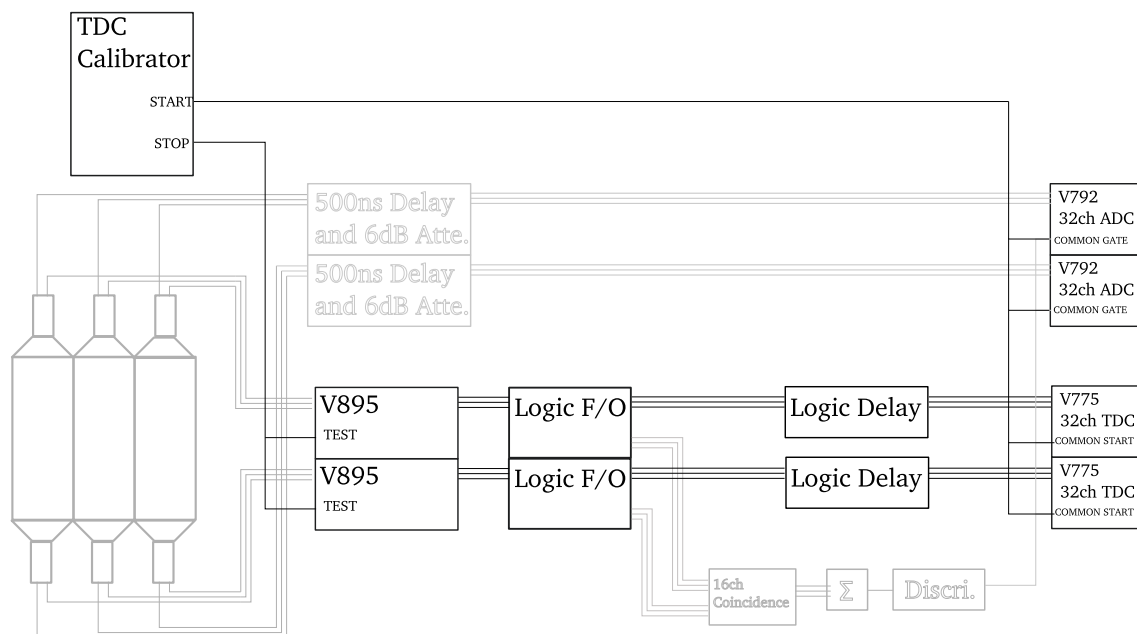 TDC
Calibrator
START
STOP
500ns Delay
and 6dB Atte.
500ns Delay
and 6dB Atte.
V792
32ch ADC
COMMON GATE
V792
32ch ADC
COMMON GATE
V895
TEST
Logic F/O
Logic Delay
V775
32ch TDC
COMMON START
V895
TEST
Logic F/O
Logic Delay
V775
32ch TDC
COMMON START
16ch
Coincidence
Σ
Discri.